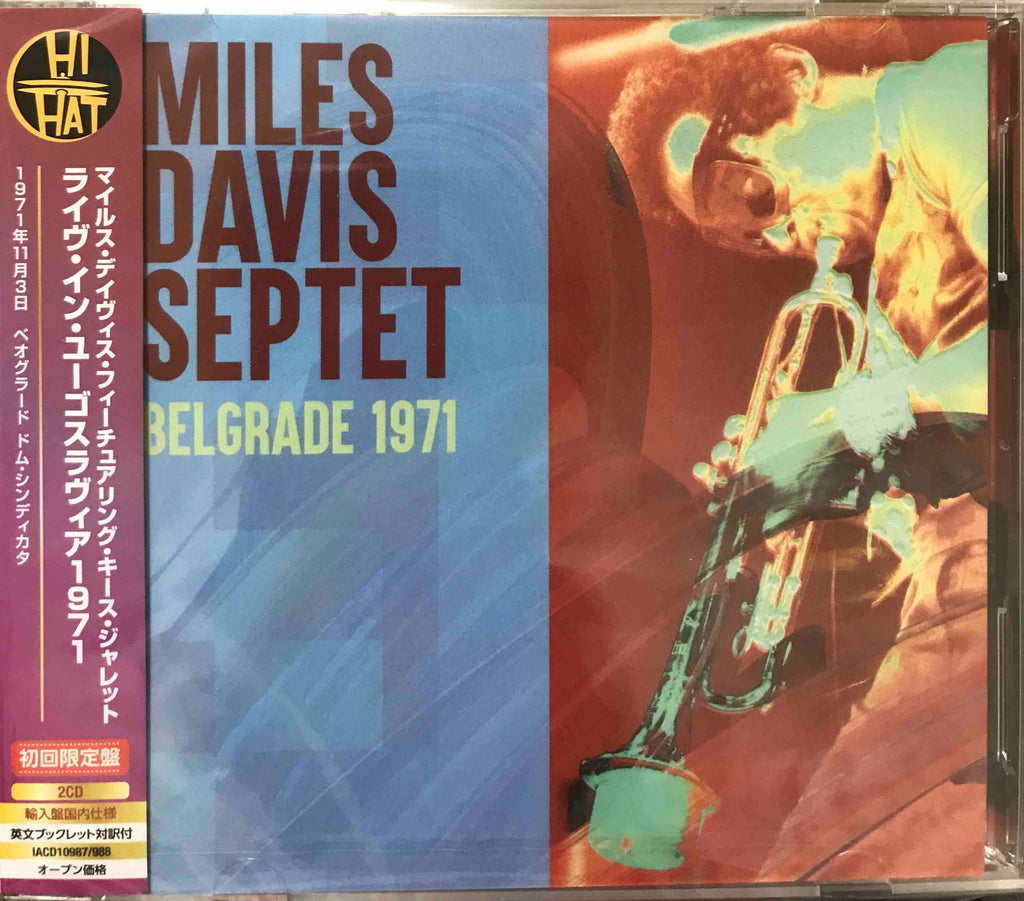 HI
HAT
マイルス・デイヴィス・フィーチュアリング・キース・ジャレット
ライヴ・イン・ユーゴスラヴィア1971
1971年11月3日 ベオグラード ドム・シンディカタ
初回限定盤
2CD
輸入盤国内仕様
英文ブックレット対訳付
IACD10987/988
オープン価格
MILES
DAVIS
SEPTET
BELGRADE 1971